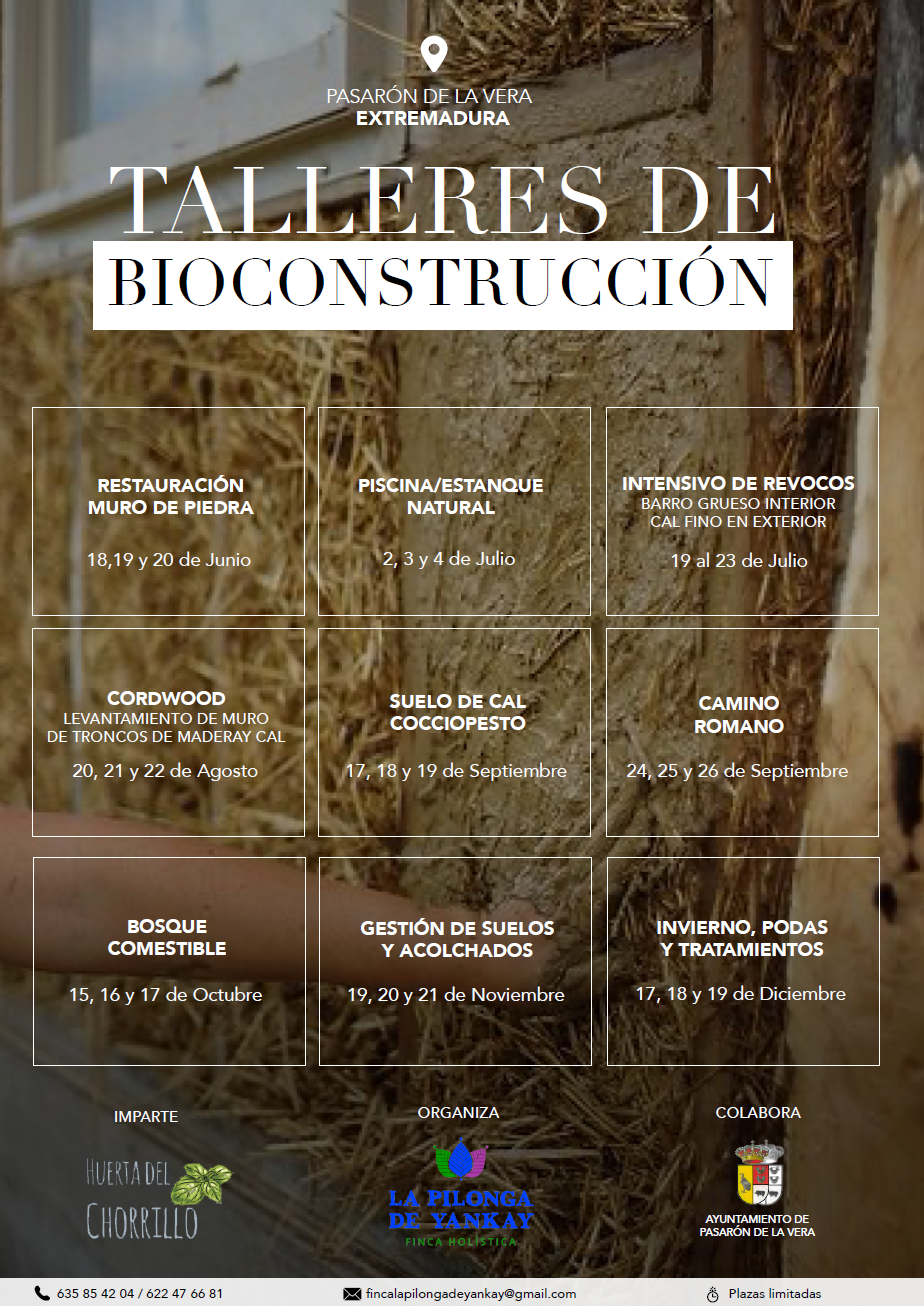 PASARÓN DE LA VERA
EXTREMADURA
TALLERES DE
BIOCONSTRUCCIÓN
RESTAURACIÓN
MURO DE PIEDRA
18,19 y 20 de Junio
PISCINA/ESTANQUE
NATURAL
2, 3 y 4 de Julio
INTENSIVO DE REVOCOS
BARRO GRUESO INTERIOR
CAL FINO EN EXTERIOR
19 al 23 de Julio
CORDWOOD
LEVANTAMIENTO DE MURO
DE TRONCOS DE MADERAY CAL
20, 21 y 22 de Agosto
SUELO DE CAL
COCCIOPESTO
17, 18 y 19 de Septiembre
CAMINO
ROMANO
24, 25 y 26 de Septiembre
BOSQUE
COMESTIBLE
15, 16 y 17 de Octubre
GESTIÓN DE SUELOS
Y ACOLCHADOS
19, 20 y 21 de Noviembre
INVIERNO, PODAS
Y TRATAMIENTOS
17, 18 y 19 de Diciembre
IMPARTE
HUERTA DEL
CHORRILLO
ORGANIZA
LA PILONGA
DE YANKAY
FINCA HOLÍSTICA
COLABORA
AYUNTAMIENTO DE
PASARÓN DE LA VERA
635 85 42 04 / 622 47 66 81
fincalapilongadeyankay@gmail.com
Plazas limitadas